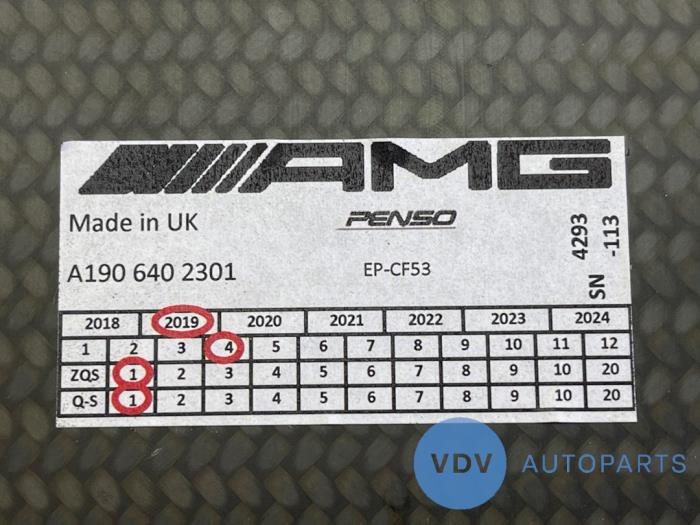 AMG
Made in UK
PENSO
A190 640 2301
EP-CF53
SN 4293
-113
2018 2019 2020 2021 2022 2023 2024
1 2 3 4 5 6 7 8 9 10 11 12
ZQS 1 2 3 4 5 6 7 8 9 10 20
Q-S 1 2 3 4 5 6 7 8 9 10 20
VDV AUTOPARTS